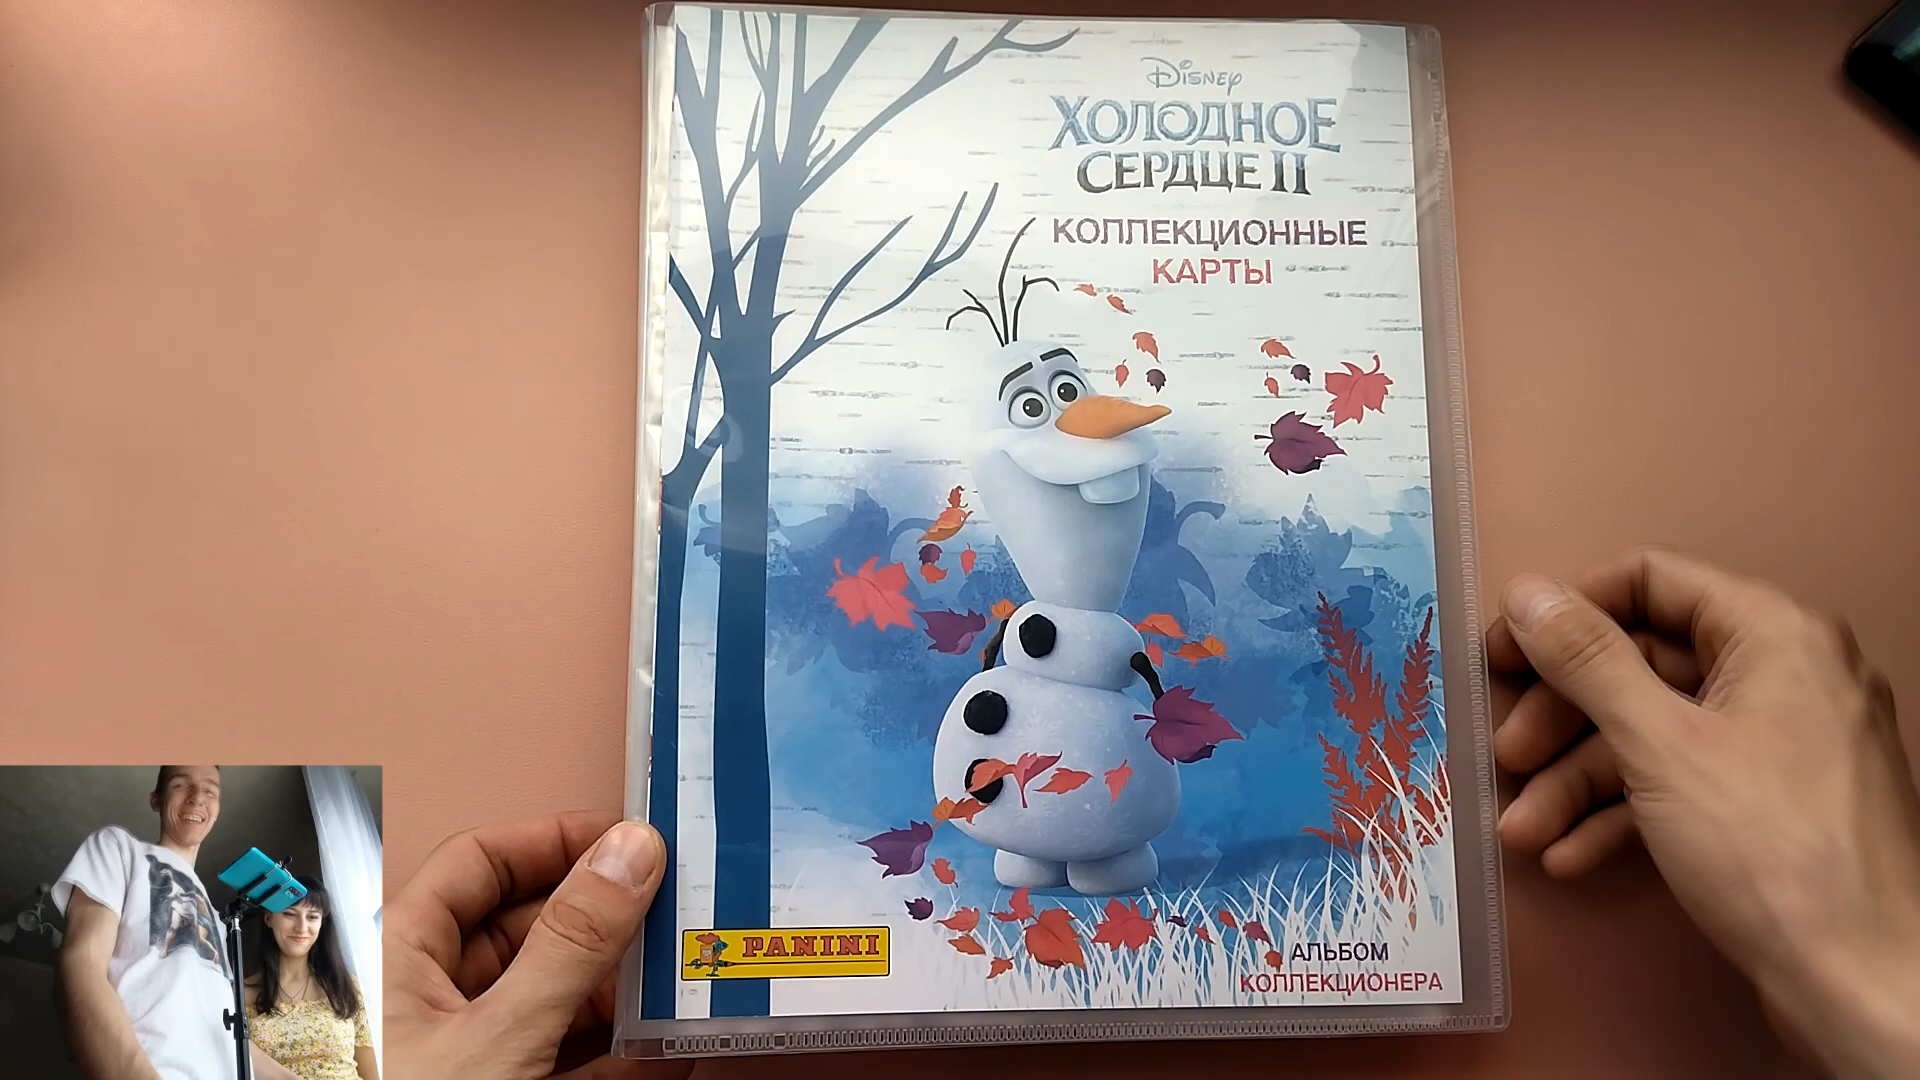 Disney
ХОЛОДНОЕ
СЕРДЦЕ II
КОЛЛЕКЦИОННЫЕ
КАРТЫ
PANINI
АЛЬБОМ
КОЛЛЕКЦИОНЕРА